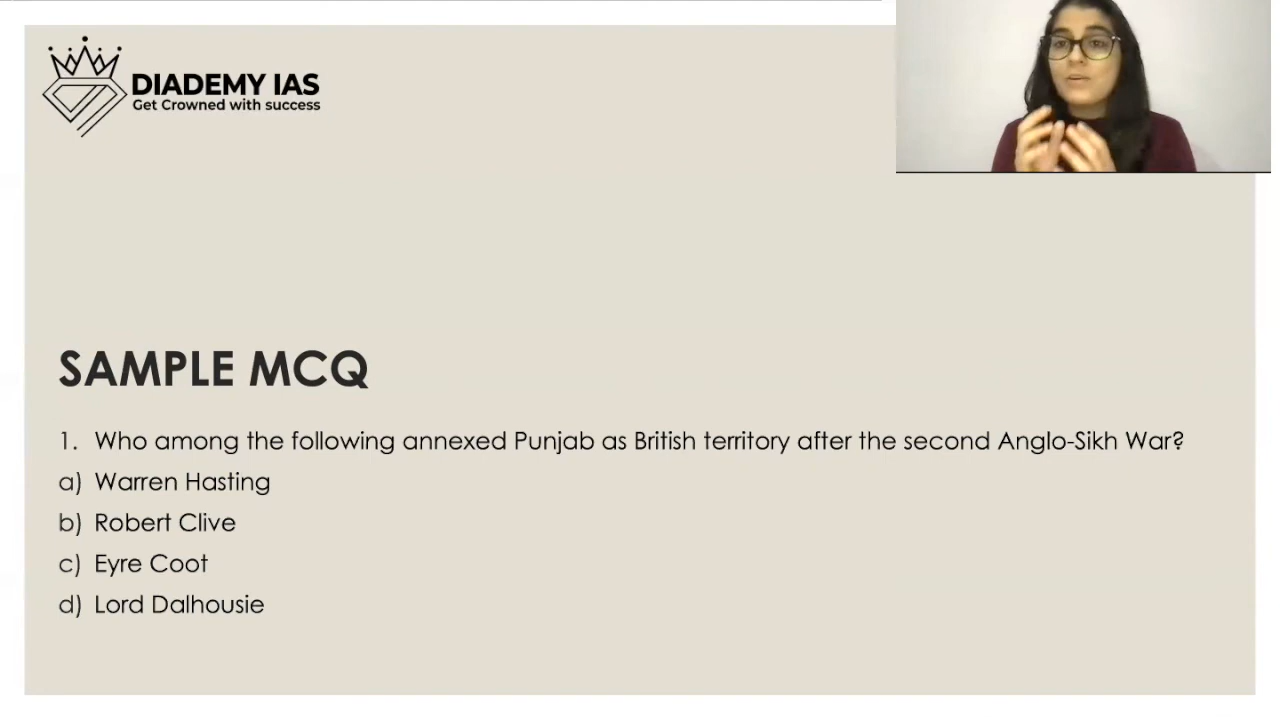 DIADEMY IAS
Get Crowned with success
SAMPLE MCQ
1. Who among the following annexed Punjab as British territory after the second Anglo-Sikh War?
a) Warren Hasting
b) Robert Clive
c) Eyre Coot
d) Lord Dalhousie